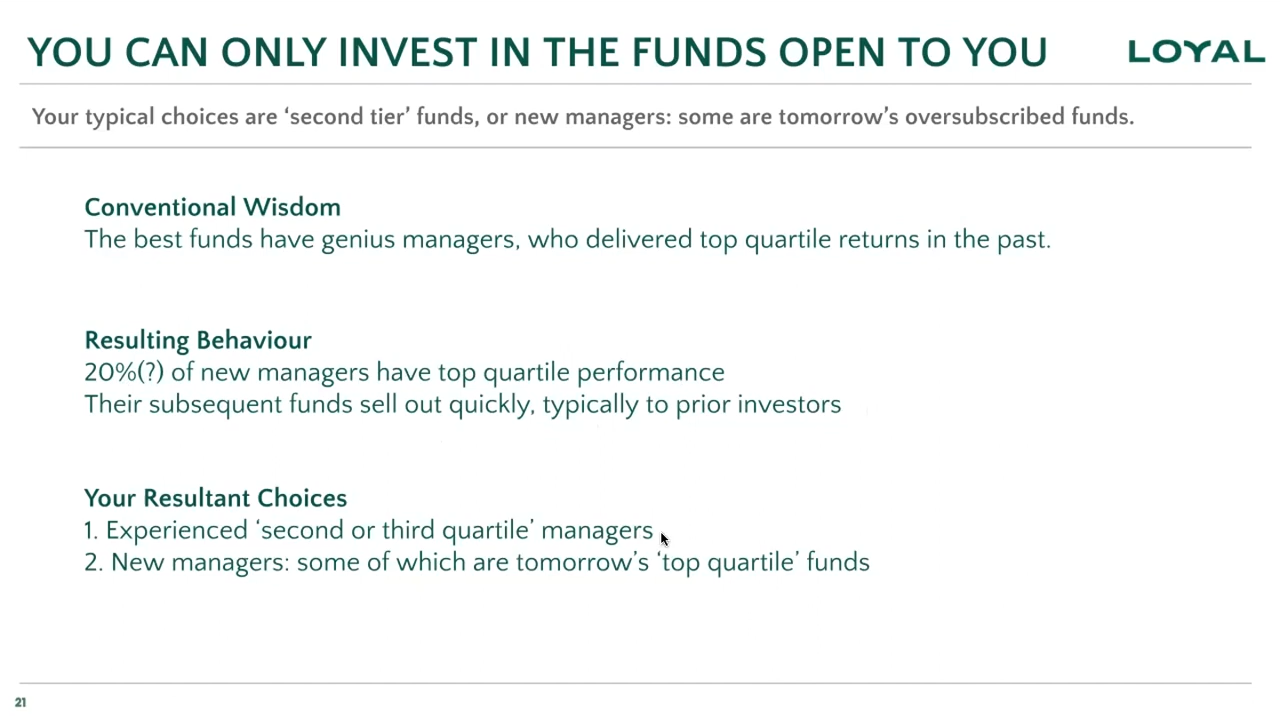 YOU CAN ONLY INVEST IN THE FUNDS OPEN TO YOU
LOYAL
Your typical choices are ‘second tier’ funds, or new managers: some are tomorrow’s oversubscribed funds.
Conventional Wisdom
The best funds have genius managers, who delivered top quartile returns in the past.
Resulting Behaviour
20%(?) of new managers have top quartile performance
Their subsequent funds sell out quickly, typically to prior investors
Your Resultant Choices
1. Experienced ‘second or third quartile’ managers
2. New managers: some of which are tomorrow’s ‘top quartile’ funds
21